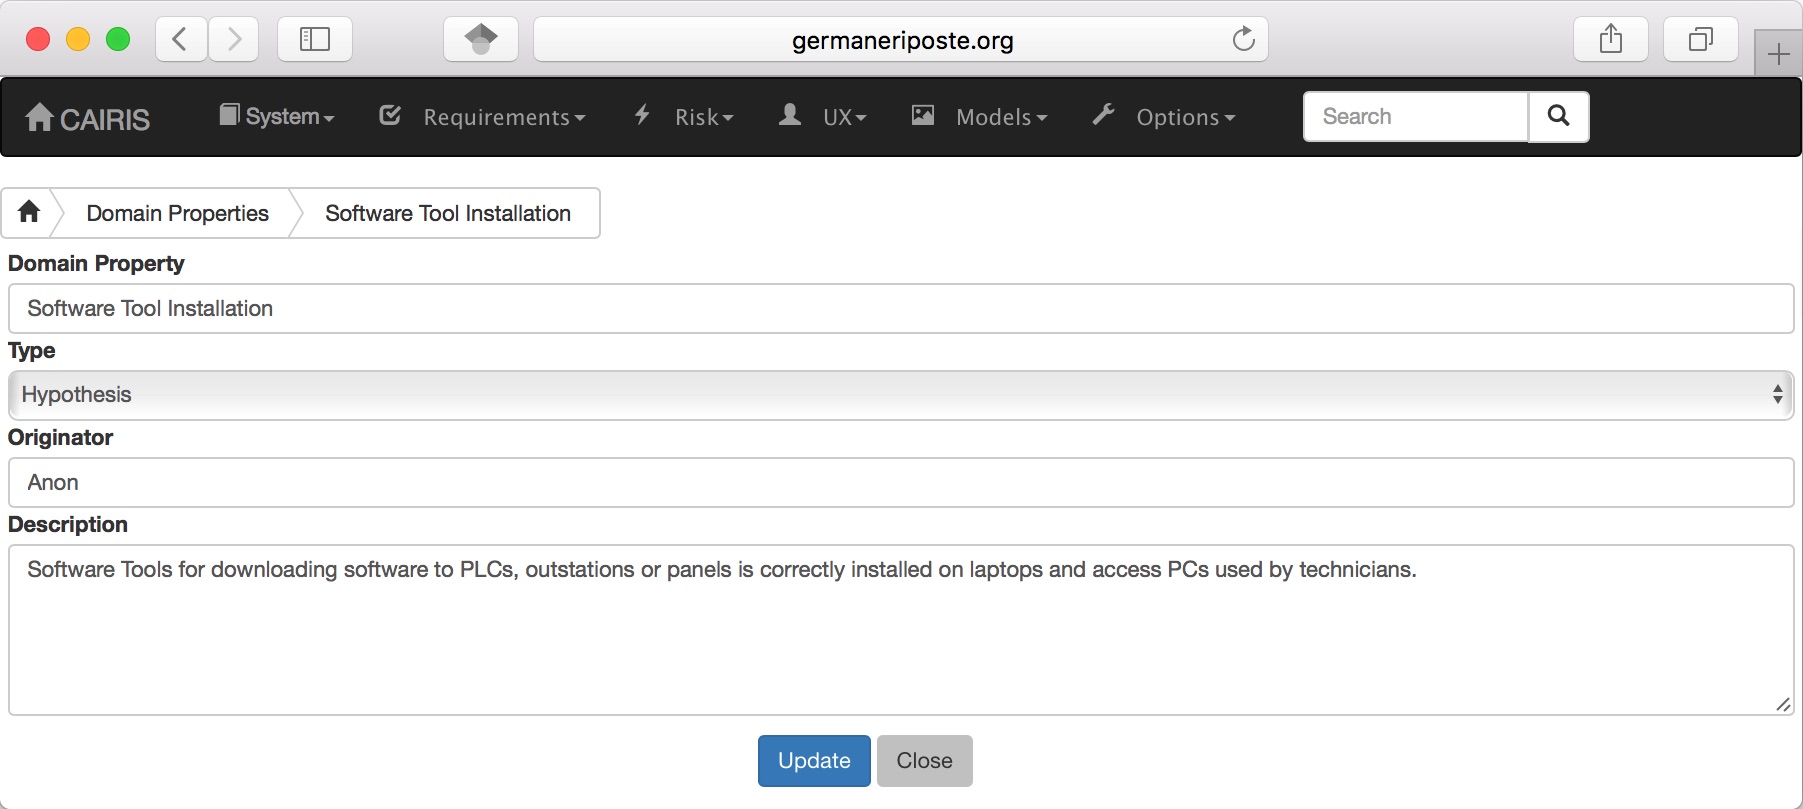 germaneriposte.org
CAIRIS System Requirements Risk UX Models Options Search
Domain Properties Software Tool Installation
Domain Property
Software Tool Installation
Type
Hypothesis
Originator
Anon
Description
Software Tools for downloading software to PLCs, outstations or panels is correctly installed on laptops and access PCs used by technicians.
Update Close